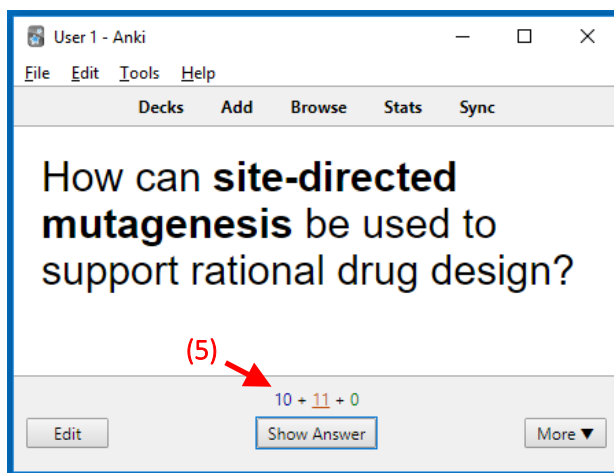 User 1 - Anki
File Edit Tools Help
Decks Add Browse Stats Sync
How can site-directed
mutagenesis be used to
support rational drug design?
(5)
10 + 11 + 0
Edit Show Answer More ▼